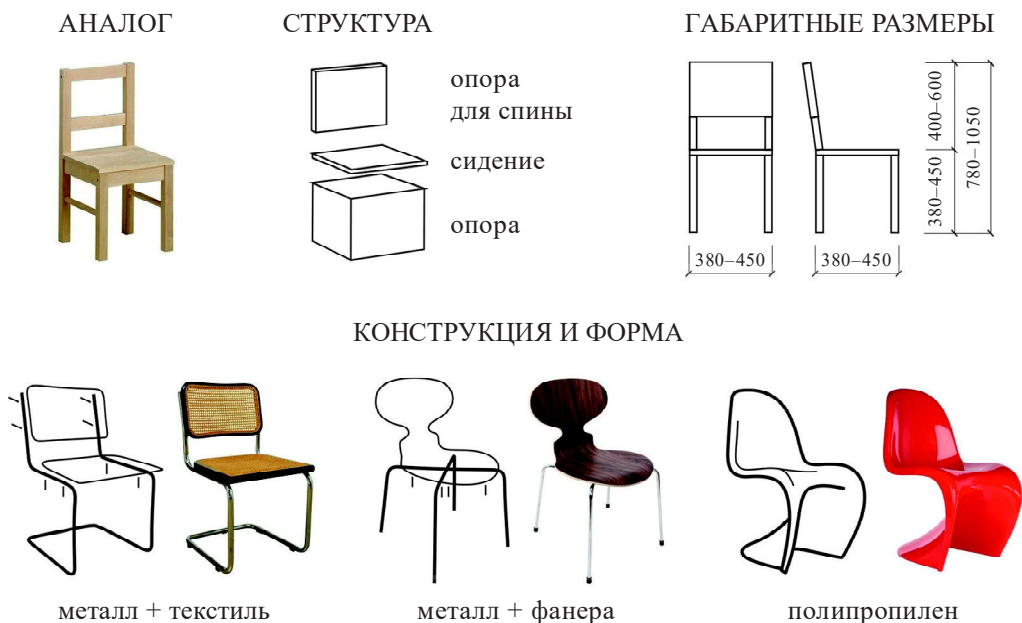 АНАЛОГ
СТРУКТУРА
ГАБАРИТНЫЕ РАЗМЕРЫ
опора
для спины
сидение
опора
400–600
380–450
780–1050
380–450
380–450
КОНСТРУКЦИЯ И ФОРМА
металл + текстиль
металл + фанера
полипропилен